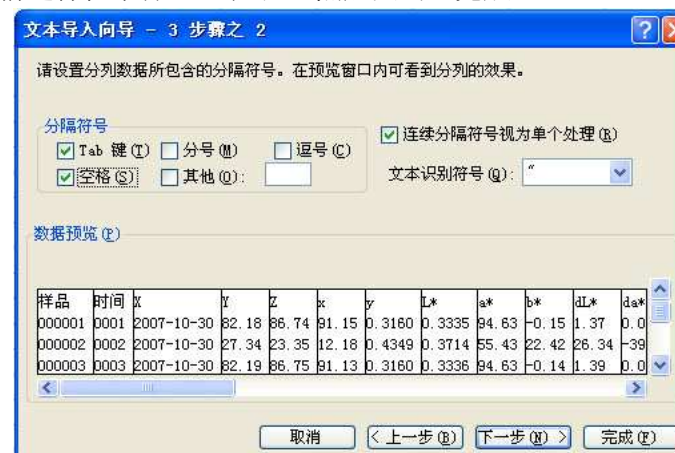 文本导入向导 - 3 步骤之 2
请设置分列数据所包含的分隔符号。在预览窗口内可看到分列的效果。
分隔符号
Tab 键(T) 分号(M) 逗号(C)
空格(S) 其他(O):
连续分隔符号视为单个处理(R)
文本识别符号(Q): "
数据预览(P)
样品 时间 X Y Z x y L* a* b* dL* da*
000001 0001 2007-10-30 82.18 86.74 91.15 0.3160 0.3335 94.63 -0.15 1.37 0.0
000002 0002 2007-10-30 27.34 23.35 12.18 0.4349 0.3714 55.43 22.42 26.34 -39
000003 0003 2007-10-30 82.19 86.75 91.13 0.3160 0.3336 94.63 -0.14 1.39 0.0
取消 < 上一步(B) 下一步(N) > 完成(F)